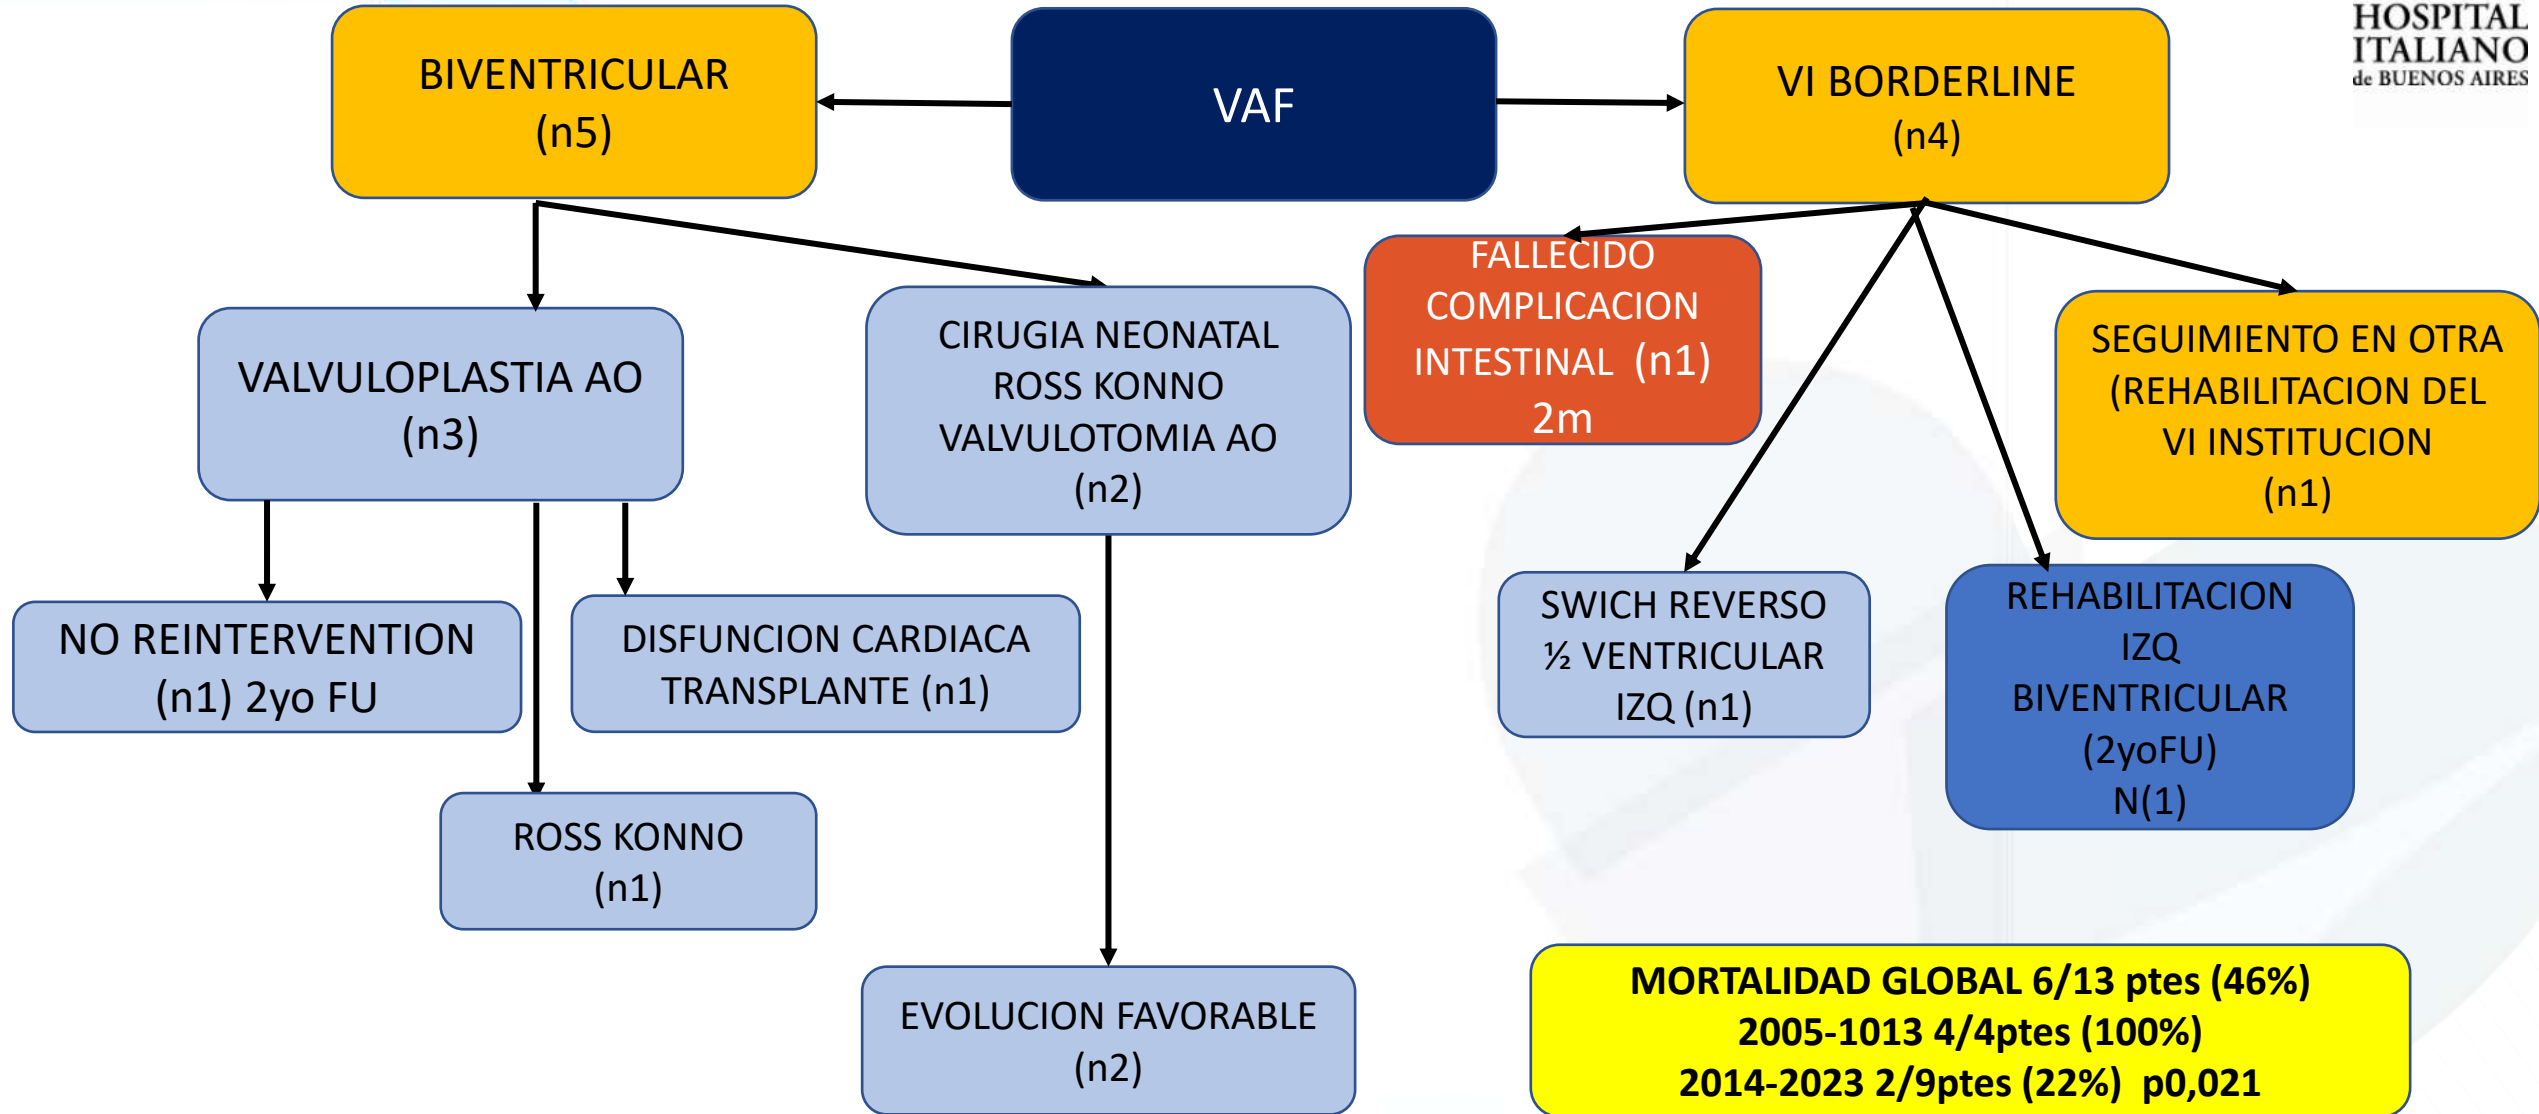 HOSPITAL
ITALIANO
de BUENOS AIRES
BIVENTRICULAR
(n5)
VAF
VI BORDERLINE
(n4)
FALLECIDO
COMPLICACION
INTESTINAL (n1)
2m
SEGUIMIENTO EN OTRA
(REHABILITACION DEL
VI INSTITUCION
(n1)
VALVULOPLASTIA AO
(n3)
CIRUGIA NEONATAL
ROSS KONNO
VALVULOTOMIA AO
(n2)
NO REINTERVENTION
(n1) 2yo FU
DISFUNCION CARDIACA
TRANSPLANTE (n1)
SWICH REVERSO
½ VENTRICULAR
IZQ (n1)
REHABILITACION
IZQ
BIVENTRICULAR
(2yoFU)
N(1)
ROSS KONNO
(n1)
EVOLUCION FAVORABLE
(n2)
MORTALIDAD GLOBAL 6/13 ptes (46%)
2005-1013 4/4ptes (100%)
2014-2023 2/9ptes (22%) p0,021